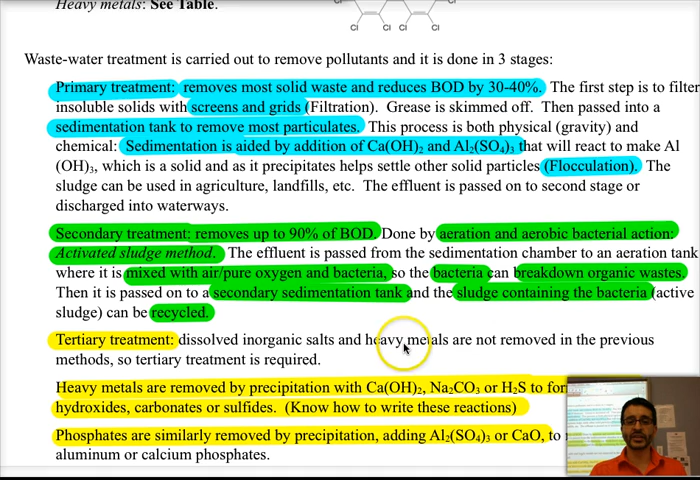 Heavy metals: See Table.
Cl Cl Cl Cl
Waste-water treatment is carried out to remove pollutants and it is done in 3 stages:
Primary treatment: removes most solid waste and reduces BOD by 30-40%. The first step is to filter
insoluble solids with screens and grids (Filtration). Grease is skimmed off. Then passed into a
sedimentation tank to remove most particulates. This process is both physical (gravity) and
chemical: Sedimentation is aided by addition of Ca(OH)₂ and Al₂(SO₄)₃ that will react to make Al
(OH)₃, which is a solid and as it precipitates helps settle other solid particles (Flocculation). The
sludge can be used in agriculture, landfills, etc. The effluent is passed on to second stage or
discharged into waterways.
Secondary treatment: removes up to 90% of BOD. Done by aeration and aerobic bacterial action:
Activated sludge method. The effluent is passed from the sedimentation chamber to an aeration tank
where it is mixed with air/pure oxygen and bacteria, so the bacteria can breakdown organic wastes.
Then it is passed on to a secondary sedimentation tank and the sludge containing the bacteria (active
sludge) can be recycled.
Tertiary treatment: dissolved inorganic salts and heavy metals are not removed in the previous
methods, so tertiary treatment is required.
Heavy metals are removed by precipitation with Ca(OH)₂, Na₂CO₃ or H₂S to
hydroxides, carbonates or sulfides. (Know how to write these reactions)
Phosphates are similarly removed by precipitation, adding Al₂(SO₄)₃ or CaO, to
aluminum or calcium phosphates.